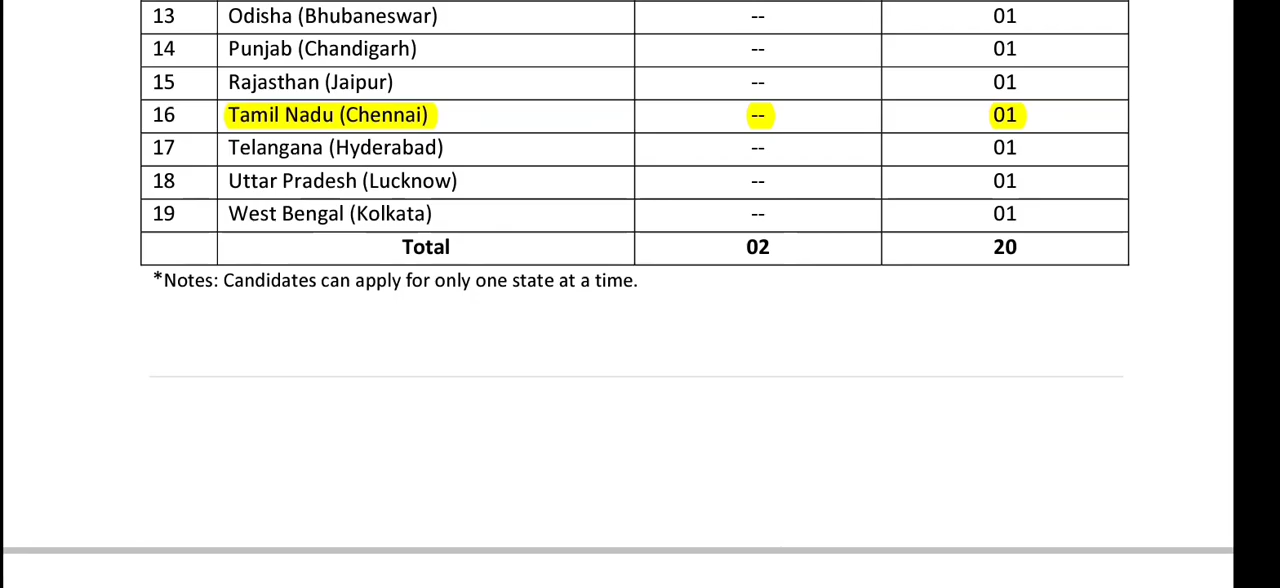 13 Odisha (Bhubaneswar) -- 01
14 Punjab (Chandigarh) -- 01
15 Rajasthan (Jaipur) -- 01
16 Tamil Nadu (Chennai) -- 01
17 Telangana (Hyderabad) -- 01
18 Uttar Pradesh (Lucknow) -- 01
19 West Bengal (Kolkata) -- 01
Total 02 20
*Notes: Candidates can apply for only one state at a time.